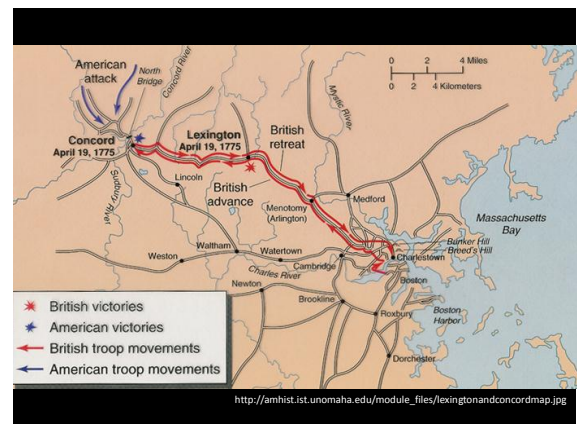 American
attack
North
Bridge
Concord River
0 2 4 Miles
0 2 4 Kilometers
Mystic River
Concord
April 19, 1775
Lexington
April 19, 1775
British
retreat
Lincoln
Sudbury River
British
advance
Menotomy
(Arlington)
Medford
Massachusetts
Bay
Bunker Hill
Breed's Hill
Charlestown
Waltham
Watertown
Weston
Cambridge
Charles River
Boston
Newton
Brookline
Roxbury
Boston
Harbor
Dorchester
British victories
American victories
British troop movements
American troop movements
http://amhist.ist.unomaha.edu/module_files/lexingtonandconcordmap.jpg